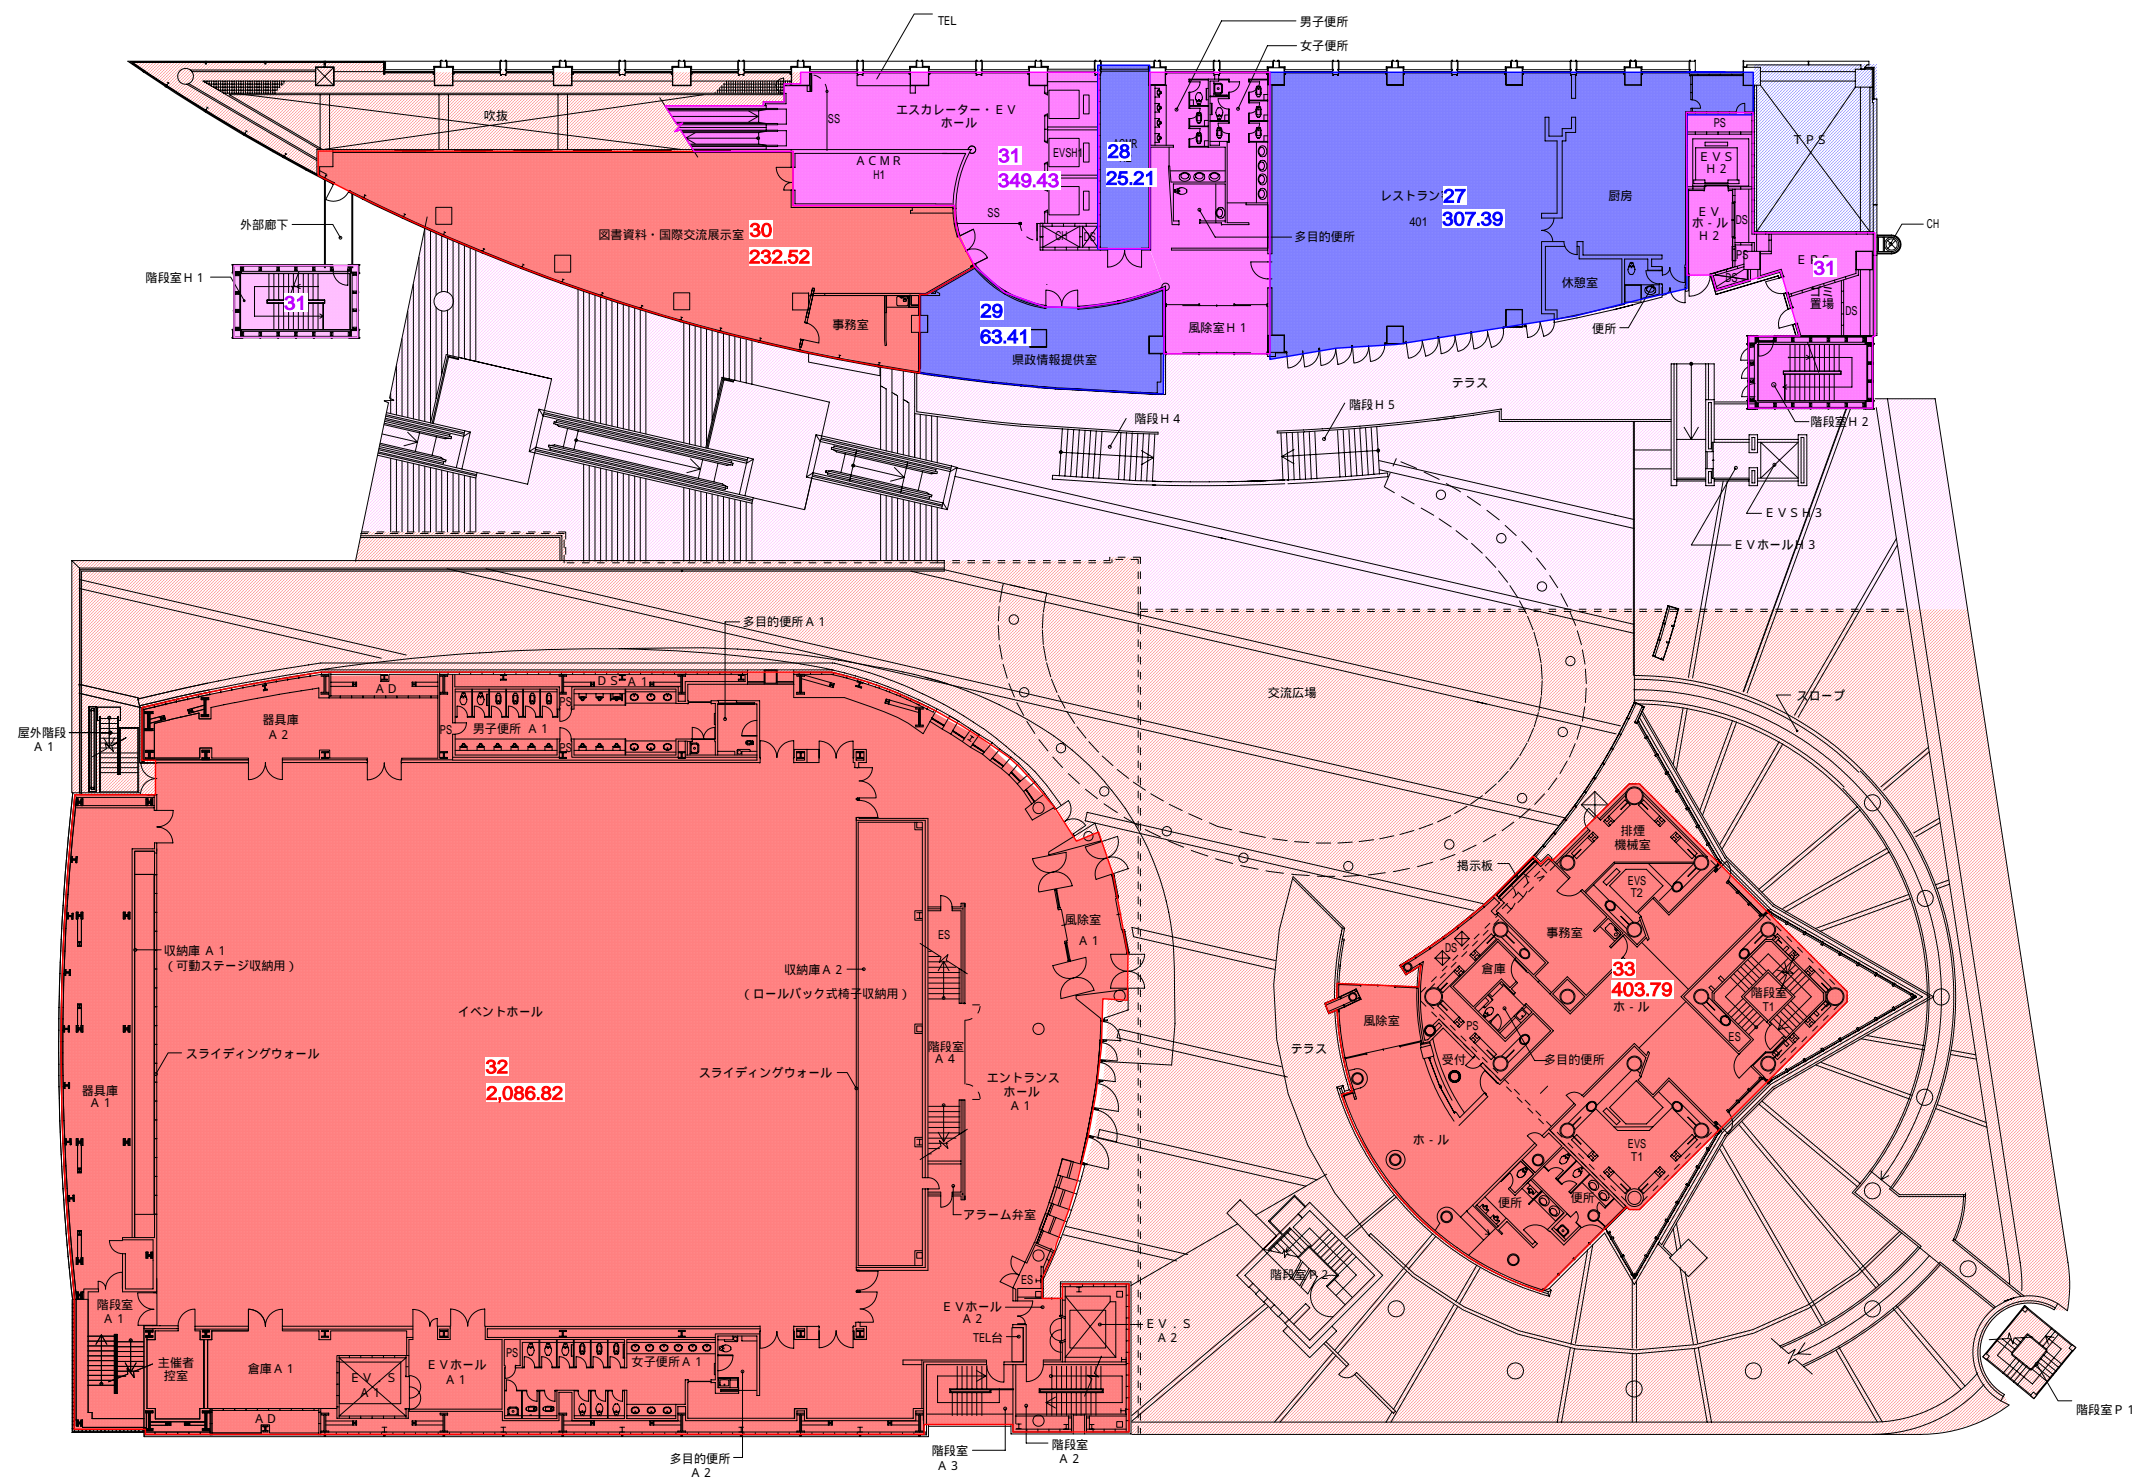 TEL
男子便所
女子便所
吹抜
SS
エスカレーター・ＥＶ
ホール
ＡＣＭＲ
H1
31
349.43
EVSH1
SS
CH
DS
28
25.21
多目的便所
レストラン
401
27
307.39
厨房
休憩室
便所
PS
ＥＶＳ
Ｈ２
ＥＶ
ホ-ル
Ｈ２
DS
PS
DS
ＴＰＳ
CH
31
置場
DS
外部廊下
階段室Ｈ１
31
図書資料・国際交流展示室
30
232.52
事務室
29
63.41
県政情報提供室
風除室Ｈ１
テラス
階段Ｈ４
階段Ｈ５
階段室Ｈ２
ＥＶＳＨ３
ＥＶホールＨ３
多目的便所Ａ１
交流広場
スロープ
屋外階段
Ａ１
器具庫
Ａ２
ＡＤ
PS
男子便所 Ａ１
PS
PS
ＤＳ Ａ１
収納庫Ａ１
（可動ステージ収納用）
収納庫Ａ２
（ロールバック式椅子収納用）
イベントホール
スライディングウォール
スライディングウォール
32
2,086.82
器具庫
Ａ１
ES
階段室
Ａ４
風除室
Ａ１
エントランス
ホール
Ａ１
アラーム弁室
ES
ＥＶホール
Ａ２
TEL台
ＥＶ．Ｓ
Ａ２
階段室
Ａ１
主催者
控室
倉庫Ａ１
ＡＤ
ＥＶ．Ｓ
Ａ１
ＥＶホール
Ａ１
PS
女子便所Ａ１
多目的便所
Ａ２
階段室
Ａ３
階段室
Ａ２
掲示板
排煙
機械室
EVS
T2
事務室
DS
倉庫
33
403.79
ホ-ル
階段室
T1
ES
風除室
PS
受付
多目的便所
テラス
ホ-ル
EVS
T1
便所
便所
階段室Ｐ２
階段室Ｐ１